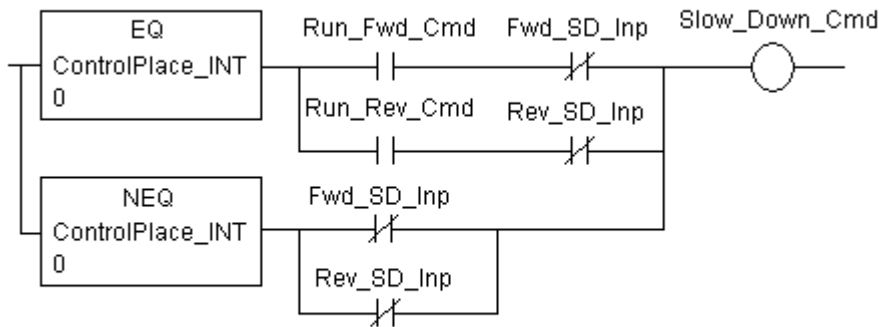 EQ
ControlPlace_INT
0
Run_Fwd_Cmd
Fwd_SD_Inp
Slow_Down_Cmd
Run_Rev_Cmd
Rev_SD_Inp
NEQ
ControlPlace_INT
0
Fwd_SD_Inp
Rev_SD_Inp